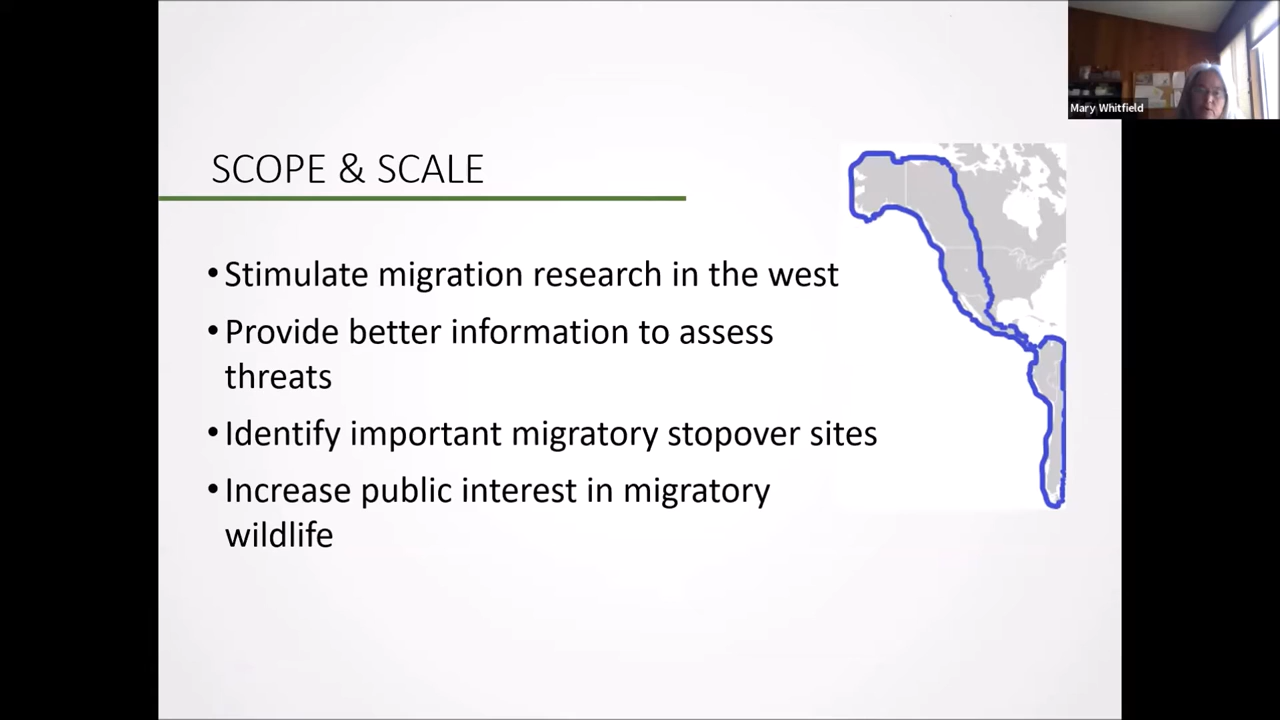 Mary Whitfield
SCOPE & SCALE
•Stimulate migration research in the west
•Provide better information to assess
threats
•Identify important migratory stopover sites
•Increase public interest in migratory
wildlife